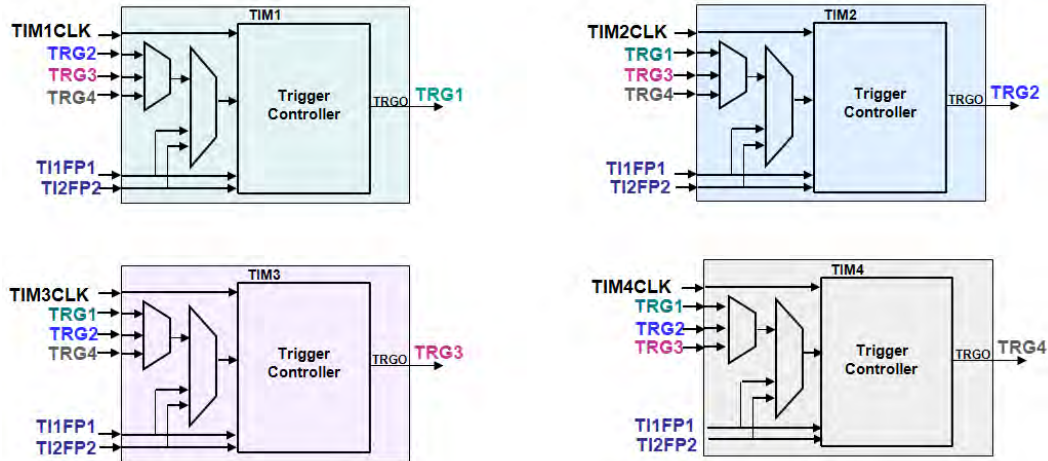 TIM1
TIM1CLK
TRG2
TRG3
TRG4
Trigger
Controller
TRGO
TRG1
TI1FP1
TI2FP2
TIM2
TIM2CLK
TRG1
TRG3
TRG4
Trigger
Controller
TRGO
TRG2
TI1FP1
TI2FP2
TIM3
TIM3CLK
TRG1
TRG2
TRG4
Trigger
Controller
TRGO
TRG3
TI1FP1
TI2FP2
TIM4
TIM4CLK
TRG1
TRG2
TRG3
Trigger
Controller
TRGO
TRG4
TI1FP1
TI2FP2